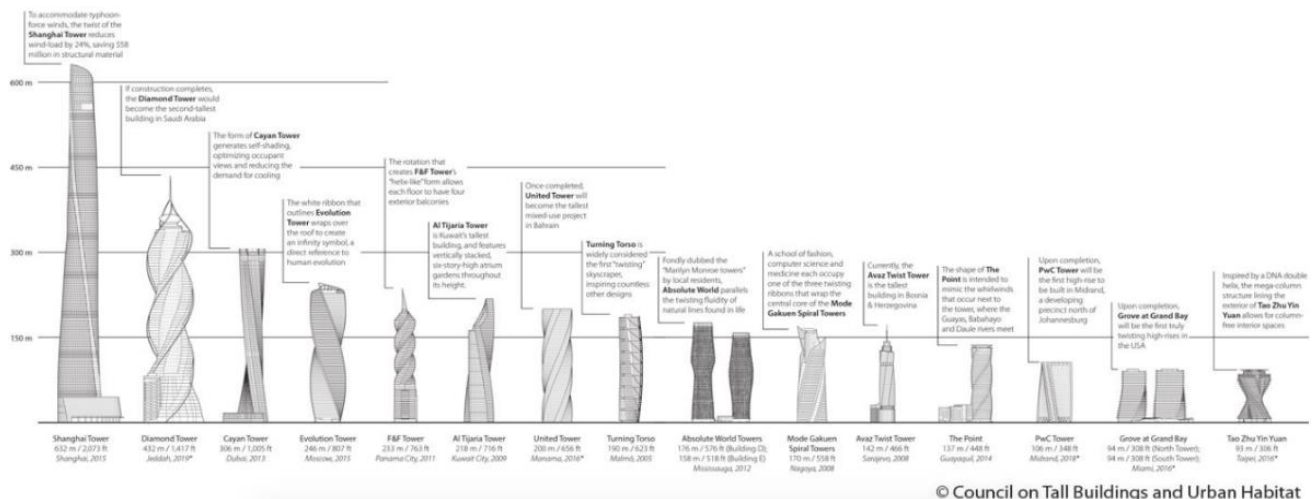 To accommodate typhoon-
force winds, the twist of the
Shanghai Tower reduces
wind-load by 24%, saving $58
million in structural material
600 m
If construction completes,
the Diamond Tower would
become the second-tallest
building in Saudi Arabia
The form of Cayan Tower
generates self-shading,
optimizing occupant
views and reducing the
demand for cooling
450 m
The rotation that
creates F&F Tower's
"helix-like" form allows
each floor to have four
exterior balconies
Once completed,
United Tower will
become the tallest
mixed-use project
in Bahrain
The white ribbon that
outlines Evolution
Tower wraps over
the roof to create
an infinity symbol, a
direct reference to
human evolution
Al Tijaria Tower
is Kuwait's tallest
building, and features
vertically stacked,
six-story-high atrium
gardens throughout
its height.
300 m
Turning Torso is
widely considered
the first "twisting"
skyscraper,
inspiring countless
other designs
Fondly dubbed the
"Marilyn Monroe towers"
by local residents,
Absolute World parallels
the twisting fluidity of
natural lines found in life
A school of fashion,
computer science and
medicine each occupy
one of the three twisting
ribbons that wrap the
central core of the Mode
Gakuen Spiral Towers
Currently, the
Avaz Twist Tower
is the tallest
building in Bosnia
& Herzegovina
The shape of The
Point is intended to
mimic the whirlwinds
that occur next to
the tower, where the
Guayas, Babahayo
and Daule rivers meet
Upon completion,
PwC Tower will be
the first high-rise to
be built in Midrand,
a developing
precinct north of
Johannesburg
Upon completion,
Grove at Grand Bay
will be the first truly
twisting high-rises in
the USA
Inspired by a DNA double
helix, the mega-column
structure lining the
exterior of Tao Zhu Yin
Yuan allows for column-
free interior spaces
150 m
Shanghai Tower
632 m / 2,073 ft
Shanghai, 2015
Diamond Tower
432 m / 1,417 ft
Jeddah, 2019*
Cayan Tower
306 m / 1,005 ft
Dubai, 2013
Evolution Tower
246 m / 807 ft
Moscow, 2015
F&F Tower
233 m / 763 ft
Panama City, 2011
Al Tijaria Tower
218 m / 716 ft
Kuwait City, 2009
United Tower
200 m / 656 ft
Manama, 2016*
Turning Torso
190 m / 623 ft
Malmö, 2005
Absolute World Towers
176 m / 576 ft (Building D);
158 m / 518 ft (Building E)
Mississauga, 2012
Mode Gakuen
Spiral Towers
170 m / 558 ft
Nagoya, 2008
Avaz Twist Tower
142 m / 466 ft
Sarajevo, 2008
The Point
137 m / 448 ft
Guayaquil, 2014
PwC Tower
106 m / 348 ft
Midrand, 2018*
Grove at Grand Bay
94 m / 308 ft (North Tower);
94 m / 308 ft (South Tower)
Miami, 2016*
Tao Zhu Yin Yuan
93 m / 306 ft
Taipei, 2016*
© Council on Tall Buildings and Urban Habitat